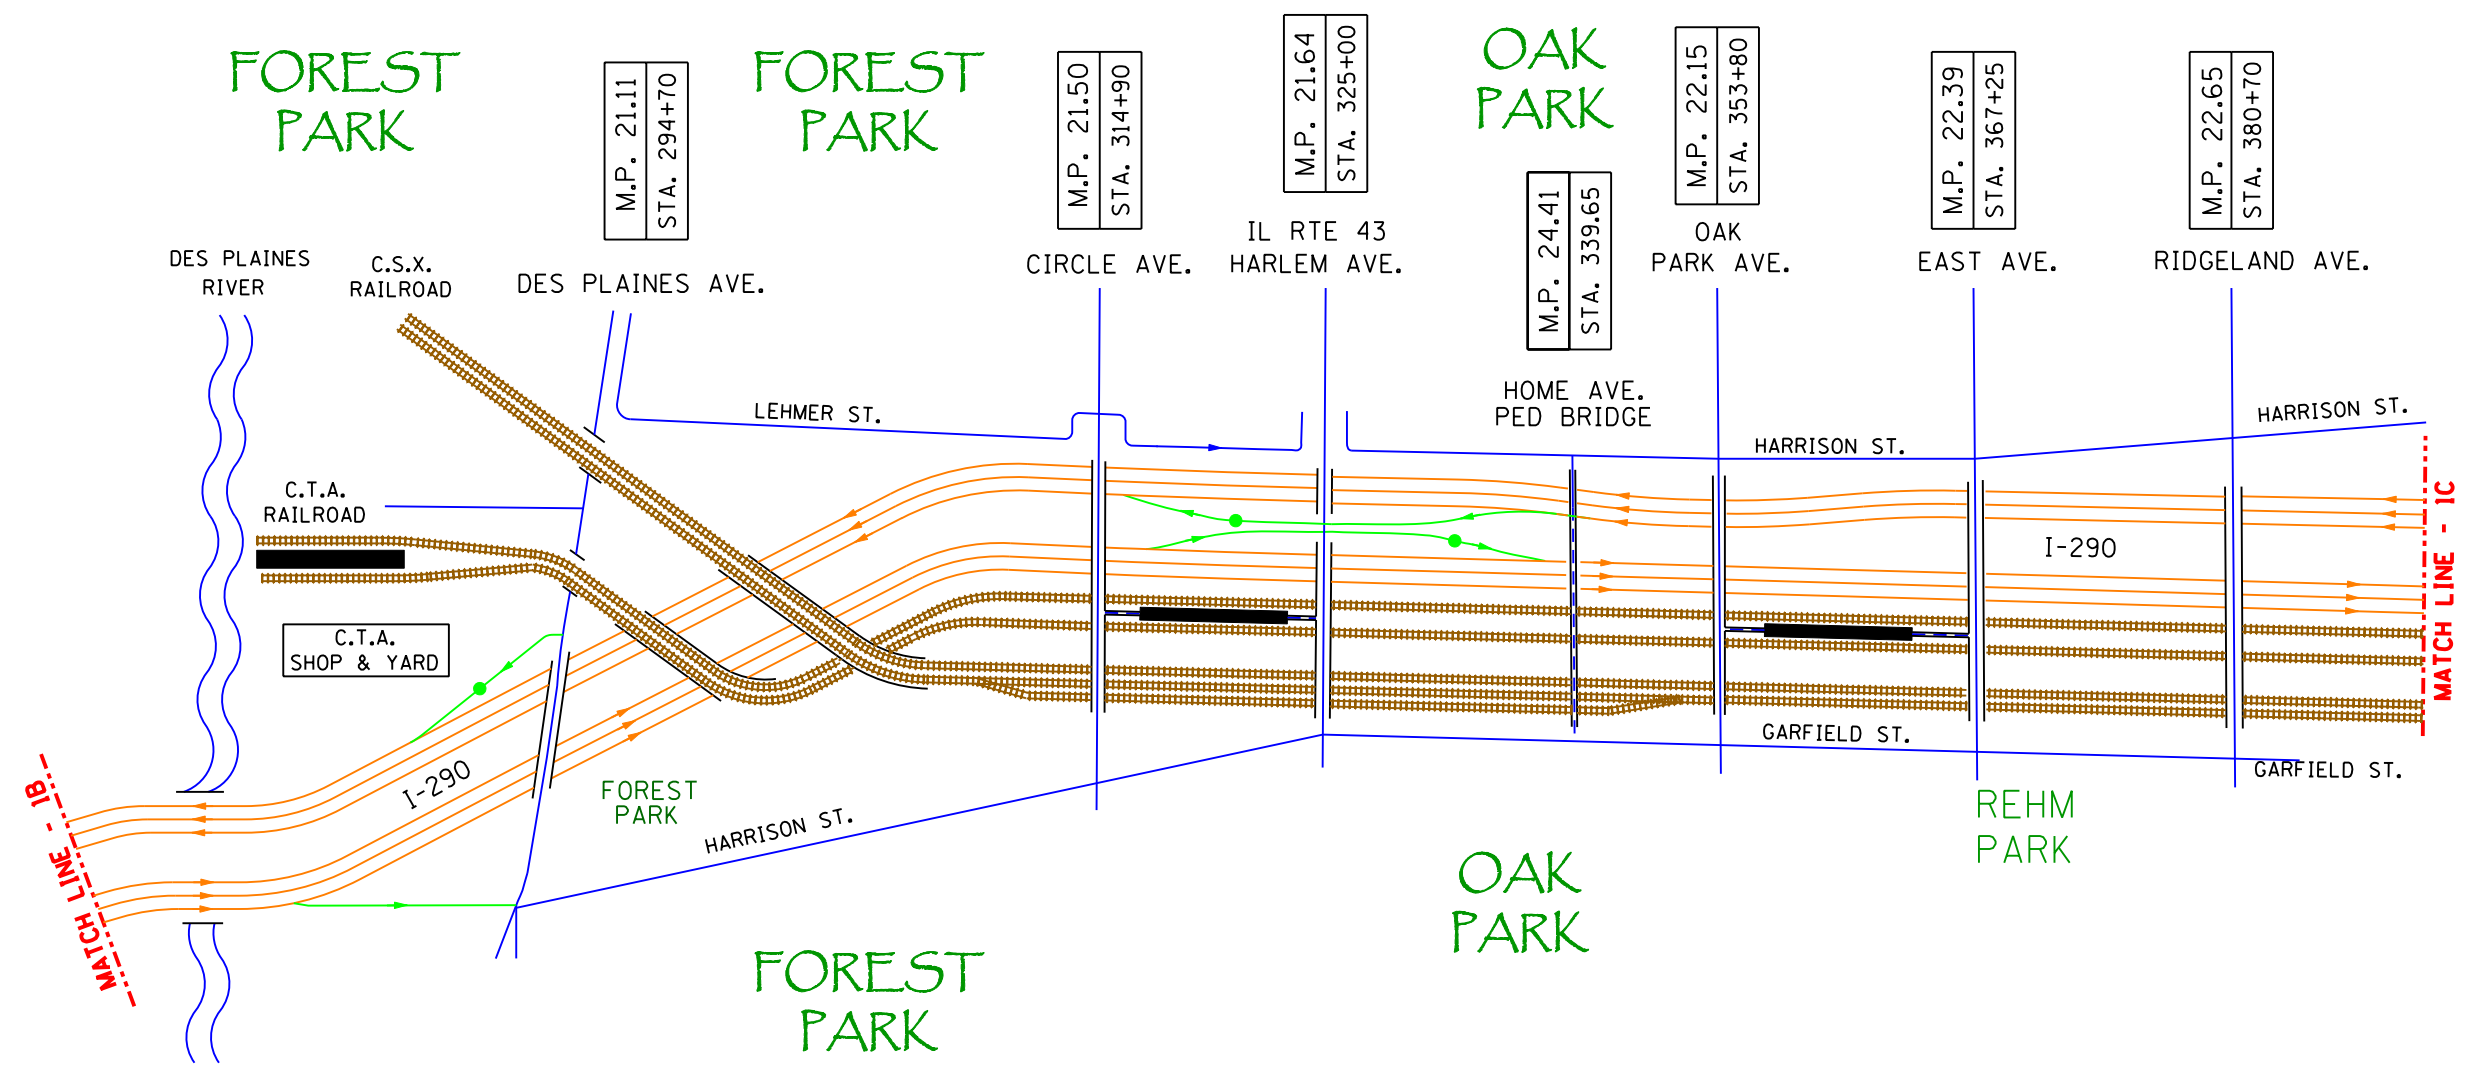 FOREST
PARK
M.P. 21.11
STA. 294+70
FOREST
PARK
M.P. 21.50
STA. 314+90
M.P. 21.64
STA. 325+00
OAK
PARK
M.P. 24.41
STA. 339.65
M.P. 22.15
STA. 353+80
M.P. 22.39
STA. 367+25
M.P. 22.65
STA. 380+70
DES PLAINES
RIVER
C.S.X.
RAILROAD
DES PLAINES AVE.
CIRCLE AVE.
IL RTE 43
HARLEM AVE.
HOME AVE.
PED BRIDGE
OAK
PARK AVE.
EAST AVE.
RIDGELAND AVE.
LEHMER ST.
HARRISON ST.
HARRISON ST.
C.T.A.
RAILROAD
I-290
MATCH LINE - 1C
C.T.A.
SHOP & YARD
I-290
FOREST
PARK
HARRISON ST.
GARFIELD ST.
GARFIELD ST.
MATCH LINE - 1B
REHM
PARK
OAK
PARK
FOREST
PARK